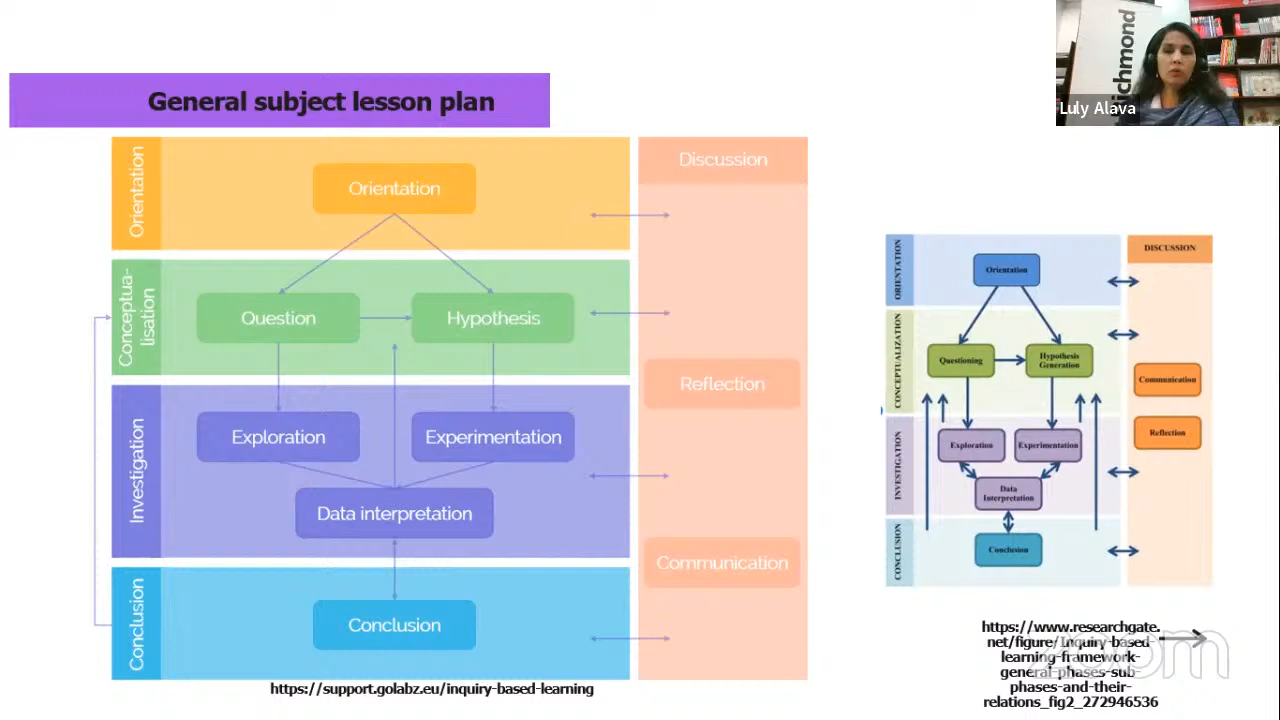 ichmond
Luly Alava
General subject lesson plan
Orientation
Orientation
Discussion
Conceptua-
lisation
Question
Hypothesis
Reflection
Investigation
Exploration
Experimentation
Data interpretation
Communication
Conclusion
Conclusion
https://support.golabz.eu/inquiry-based-learning
ORIENTATION
Orientation
DISCUSSION
CONCEPTUALIZATION
Questioning
Hypothesis
Generation
Communication
Reflection
INVESTIGATION
Exploration
Experimentation
Data
Interpretation
CONCLUSION
Conclusion
https://www.researchgate.
net/figure/Inquiry-based-
learning-framework-
general-phases-sub-
phases-and-their-
relations_fig2_272946536
zoom